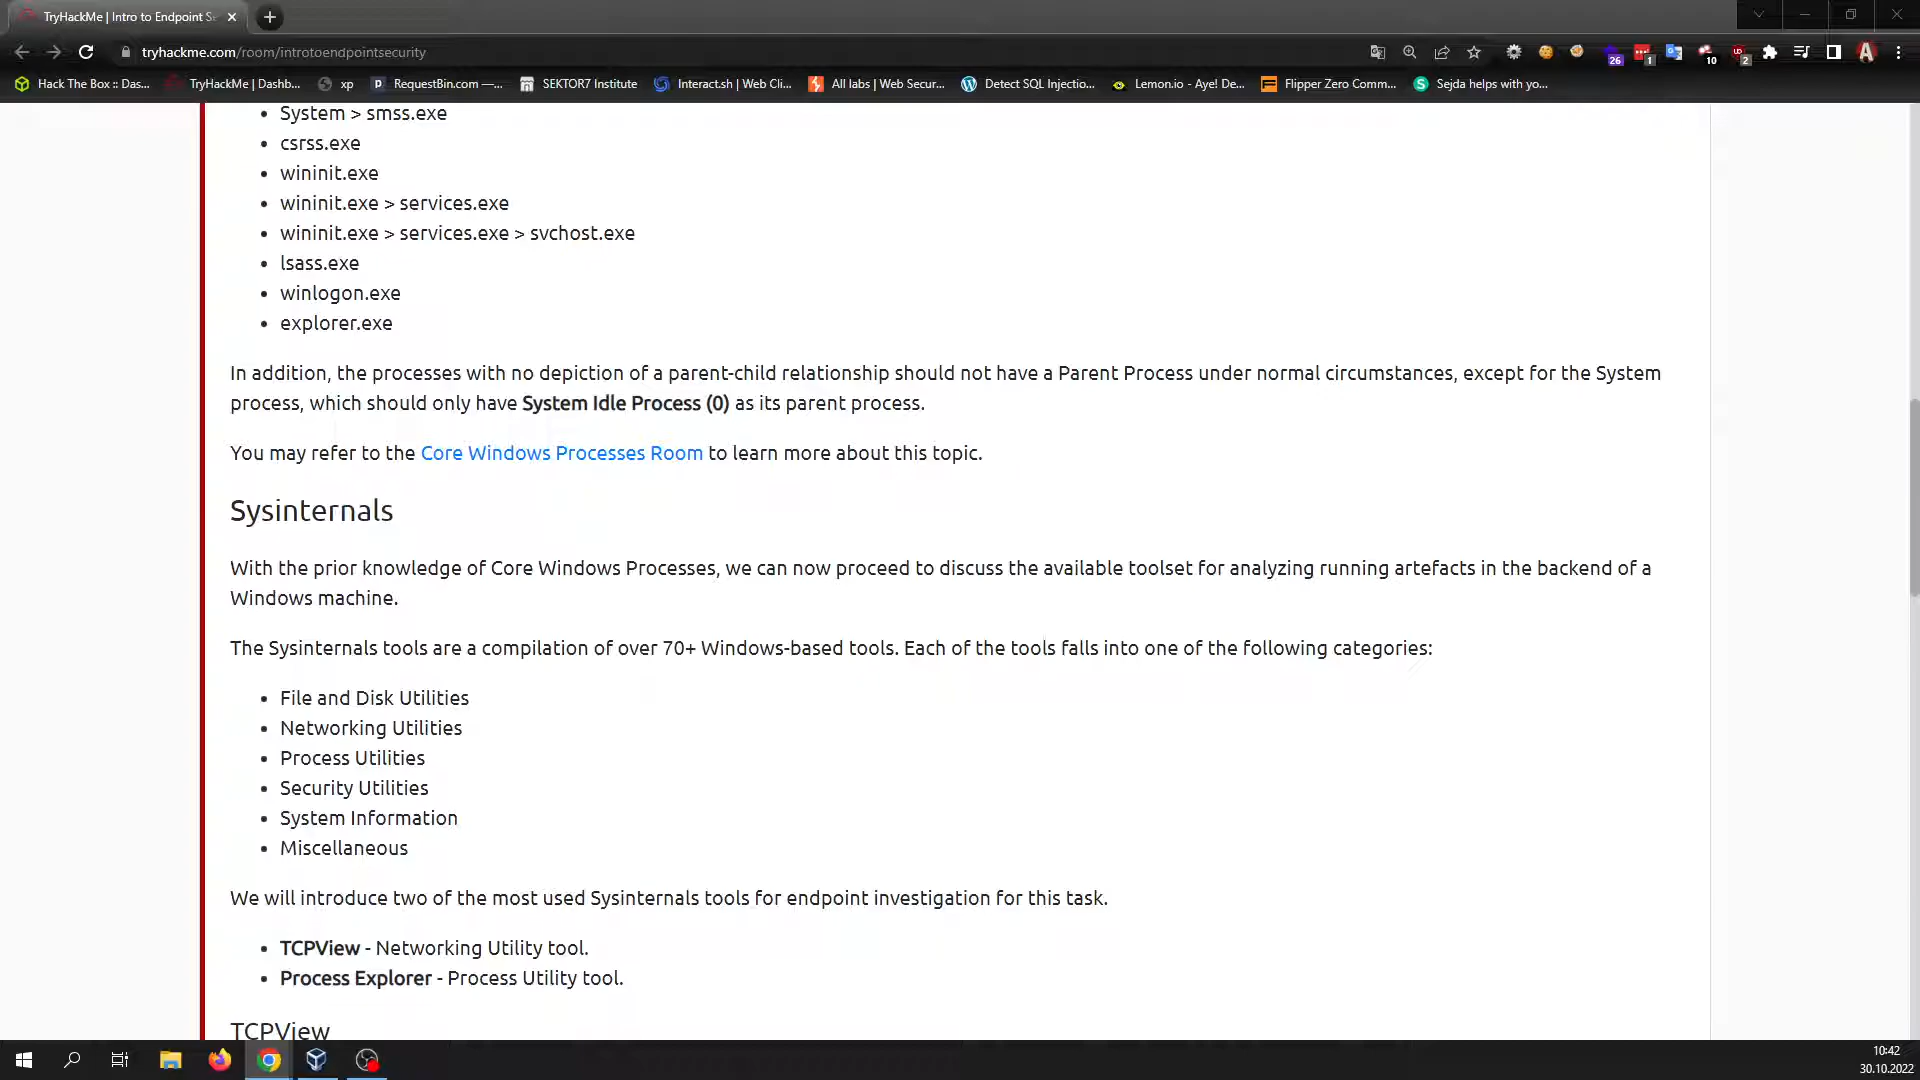 TryHackMe | Intro to Endpoint Se
tryhackme.com/room/introtoendpointsecurity
26
1
10
2
Hack The Box :: Das...
TryHackMe | Dashb...
xp
RequestBin.com —...
SEKTOR7 Institute
Interact.sh | Web Cli...
All labs | Web Secur...
Detect SQL Injectio...
Lemon.io - Aye! De...
Flipper Zero Comm...
Sejda helps with yo...
• System > smss.exe
• csrss.exe
• wininit.exe
• wininit.exe > services.exe
• wininit.exe > services.exe > svchost.exe
• lsass.exe
• winlogon.exe
• explorer.exe
In addition, the processes with no depiction of a parent-child relationship should not have a Parent Process under normal circumstances, except for the System
process, which should only have System Idle Process (0) as its parent process.
You may refer to the Core Windows Processes Room to learn more about this topic.
Sysinternals
With the prior knowledge of Core Windows Processes, we can now proceed to discuss the available toolset for analyzing running artefacts in the backend of a
Windows machine.
The Sysinternals tools are a compilation of over 70+ Windows-based tools. Each of the tools falls into one of the following categories:
• File and Disk Utilities
• Networking Utilities
• Process Utilities
• Security Utilities
• System Information
• Miscellaneous
We will introduce two of the most used Sysinternals tools for endpoint investigation for this task.
• TCPView - Networking Utility tool.
• Process Explorer - Process Utility tool.
TCPView
10:42
30.10.2022